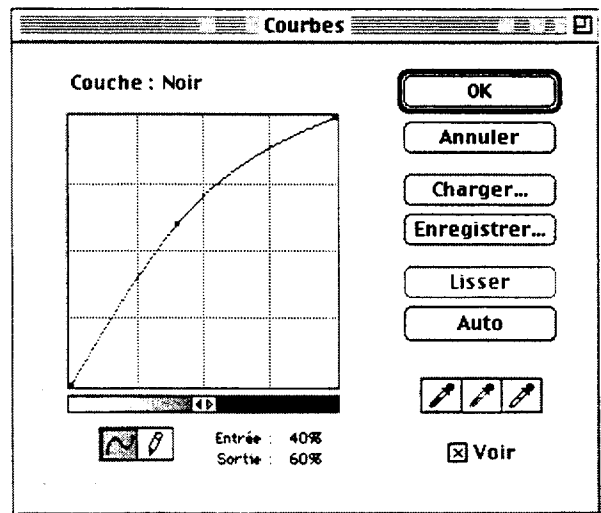 Courbes
Couche : Noir
OK
Annuler
Charger...
Enregistrer...
Lisser
Auto
Entrée : 40%
Sortie : 60%
Voir